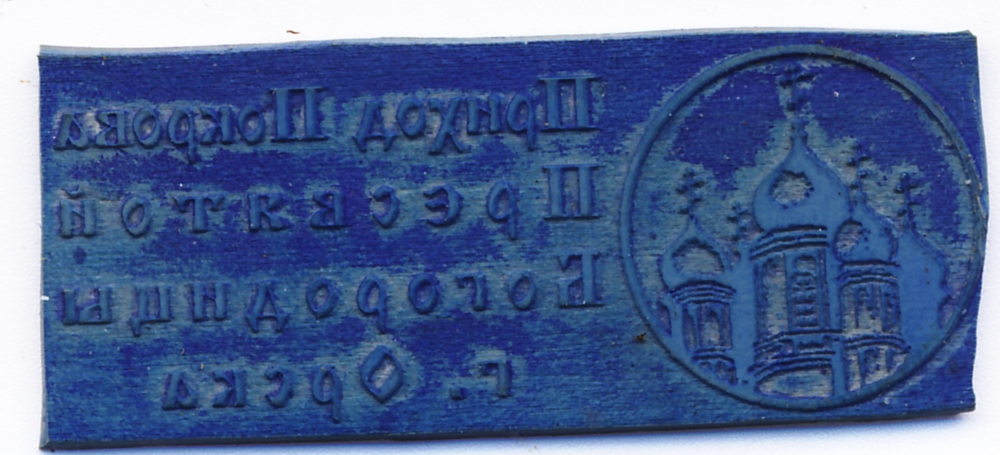 Приход Покрова
Пресвятой
Богородицы
г. Орска